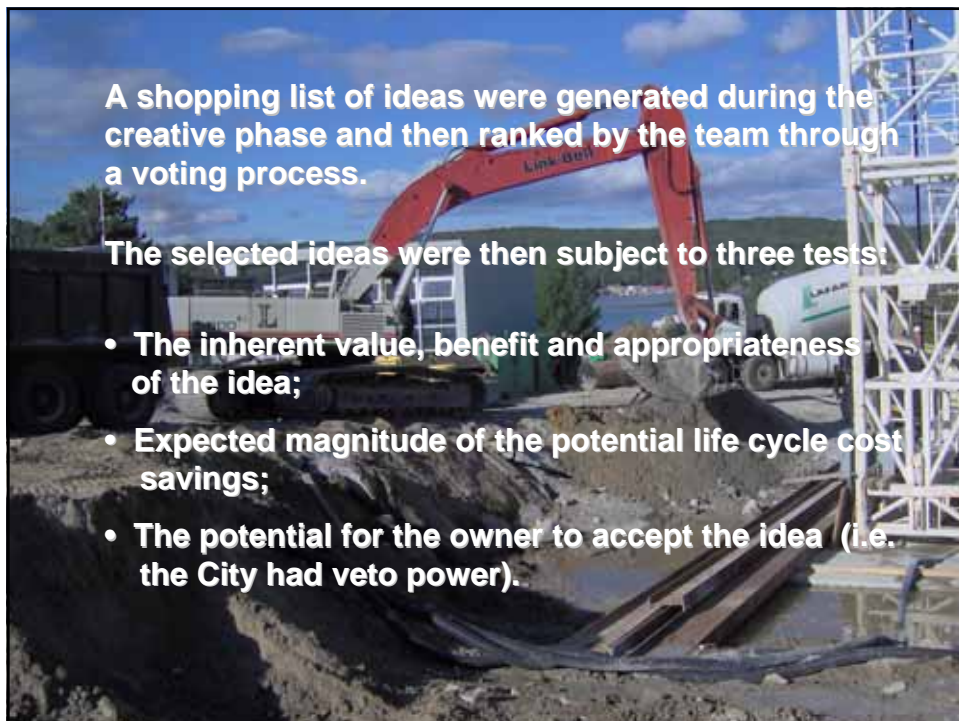 A shopping list of ideas were generated during the
creative phase and then ranked by the team through
a voting process.
The selected ideas were then subject to three tests:
• The inherent value, benefit and appropriateness
of the idea;
• Expected magnitude of the potential life cycle cost
savings;
• The potential for the owner to accept the idea (i.e.
the City had veto power).
Link-Belt
L